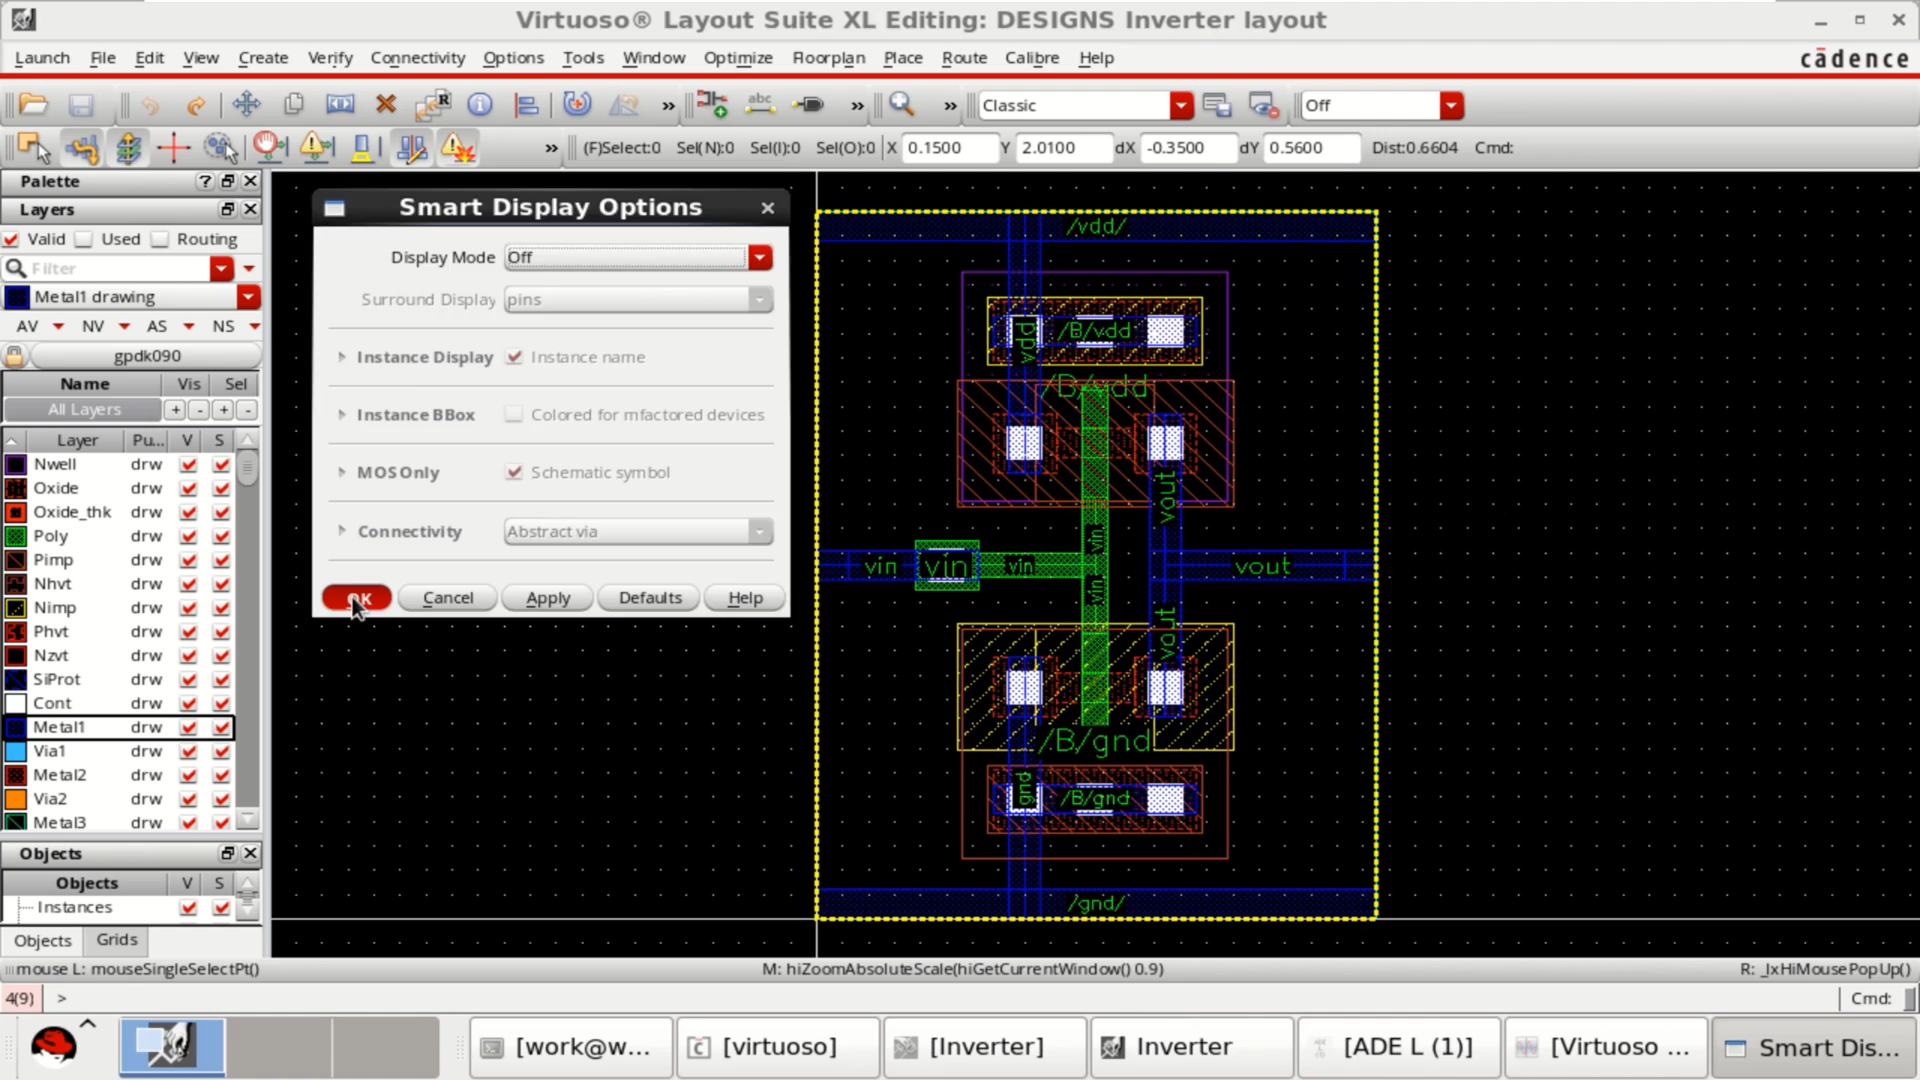 Virtuoso® Layout Suite XL Editing: DESIGNS Inverter layout
Launch File Edit View Create Verify Connectivity Options Tools Window Optimize Floorplan Place Route Calibre Help
cādence
R abc Classic Off
(F)Select:0 Sel(N):0 Sel(I):0 Sel(O):0 X 0.1500 Y 2.0100 dX -0.3500 dY 0.5600 Dist:0.6604 Cmd:
Palette
Layers
Valid Used Routing
Filter
Metal1 drawing
AV NV AS NS
gpdk090
Name Vis Sel
All Layers + - + -
Layer Pu... V S
Nwell drw
Oxide drw
Oxide_thk drw
Poly drw
Pimp drw
Nhvt drw
Nimp drw
Phvt drw
Nzvt drw
SiProt drw
Cont drw
Metal1 drw
Via1 drw
Metal2 drw
Via2 drw
Metal3 drw
Objects
Objects V S
Instances
Objects Grids
Smart Display Options
Display Mode Off
Surround Display pins
Instance Display Instance name
Instance BBox Colored for mfactored devices
MOS Only Schematic symbol
Connectivity Abstract via
OK Cancel Apply Defaults Help
/vdd/
vdd
/B/vdd
/B/vdd
vout
vin
vin vin vin vout
vin
vout
/B/gnd
gnd
/B/gnd
/gnd/
mouse L: mouseSingleSelectPt() M: hiZoomAbsoluteScale(hiGetCurrentWindow() 0.9) R: _lxHiMousePopUp()
4(9) > Cmd:
[work@w... [virtuoso] [Inverter] Inverter [ADE L (1)] [Virtuoso ... Smart Dis...